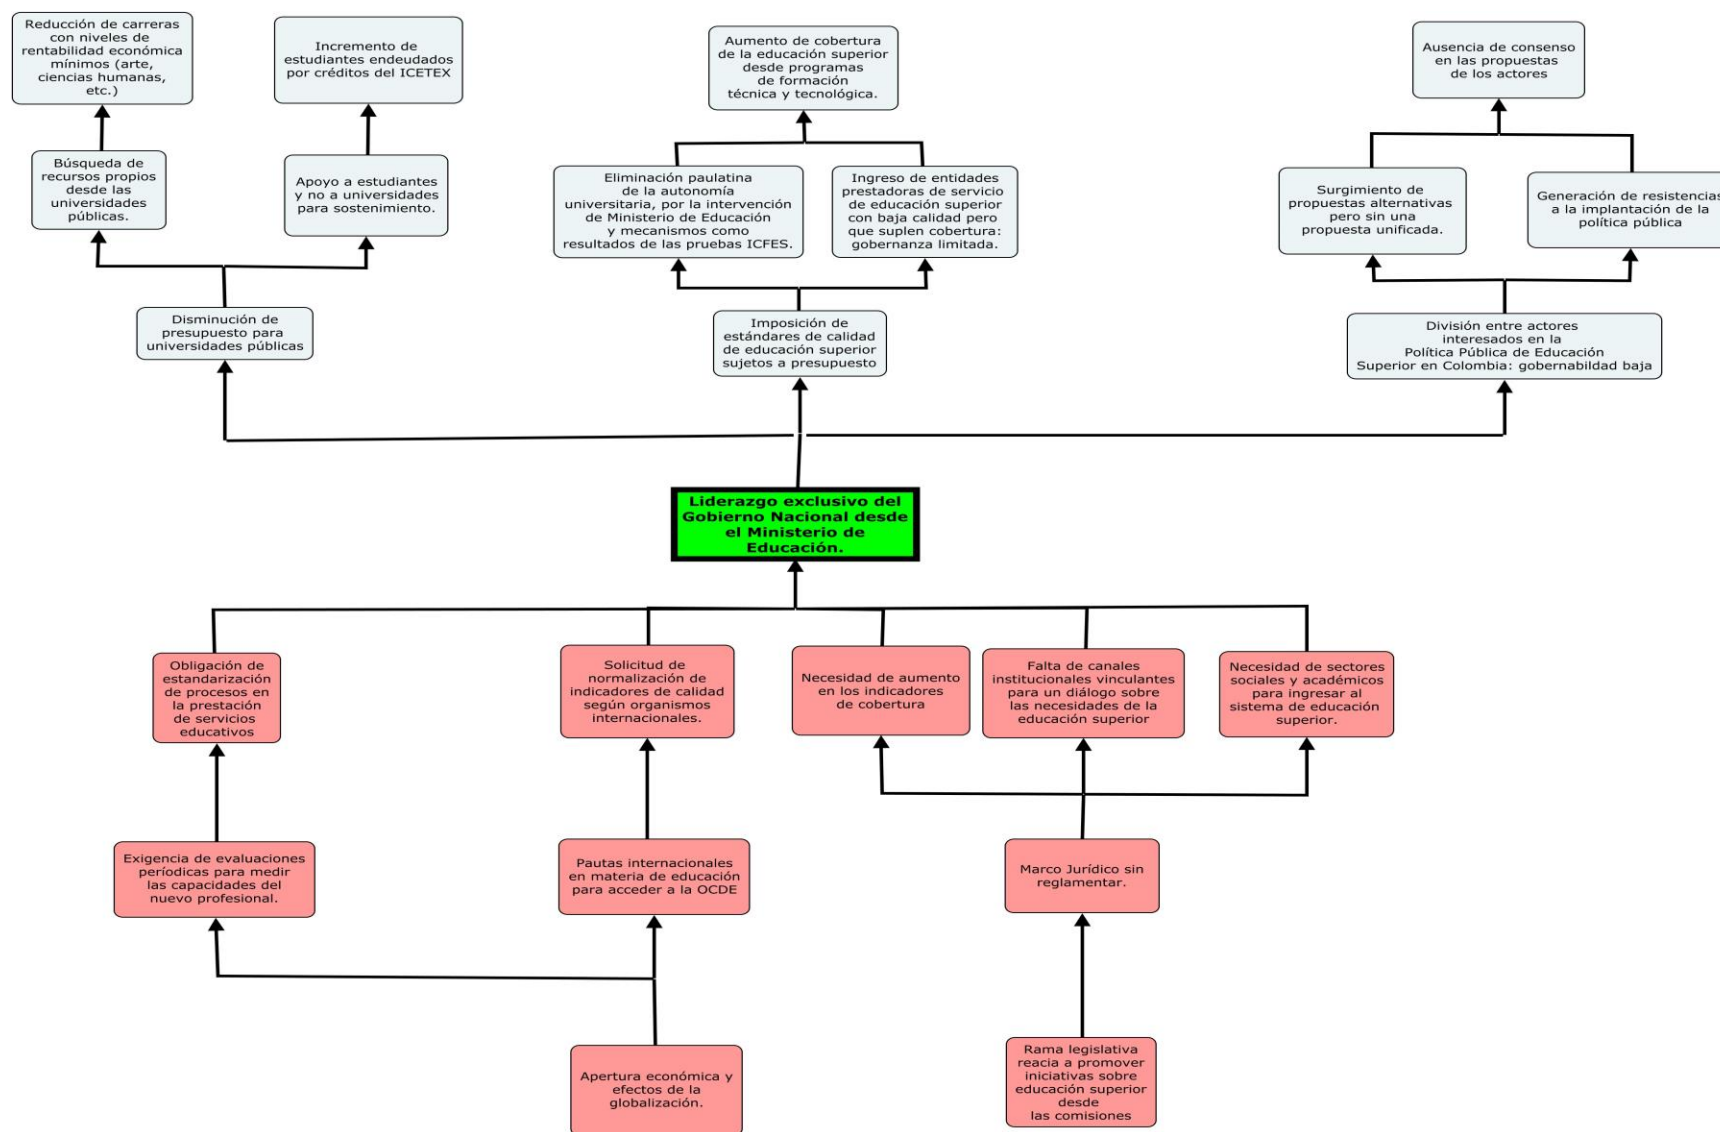 Reducción de carreras
con niveles de
rentabilidad económica
mínimos (arte,
ciencias humanas,
etc.)
Incremento de
estudiantes endeudados
por créditos del ICETEX
Aumento de cobertura
de la educación superior
desde programas
de formación
técnica y tecnológica.
Ausencia de consenso
en las propuestas
de los actores
Búsqueda de
recursos propios
desde las
universidades
públicas.
Apoyo a estudiantes
y no a universidades
para sostenimiento.
Eliminación paulatina
de la autonomía
universitaria, por la intervención
de Ministerio de Educación
y mecanismos como
resultados de las pruebas ICFES.
Ingreso de entidades
prestadoras de servicio
de educación superior
con baja calidad pero
que suplen cobertura:
gobernanza limitada.
Surgimiento de
propuestas alternativas
pero sin una
propuesta unificada.
Generación de resistencias
a la implantación de la
política pública
Disminución de
presupuesto para
universidades públicas
Imposición de
estándares de calidad
de educación superior
sujetos a presupuesto
División entre actores
interesados en la
Política Pública de Educación
Superior en Colombia: gobernabildad baja
Liderazgo exclusivo del
Gobierno Nacional desde
el Ministerio de
Educación.
Obligación de
estandarización
de procesos en
la prestación
de servicios
educativos
Solicitud de
normalización de
indicadores de calidad
según organismos
internacionales.
Necesidad de aumento
en los indicadores
de cobertura
Falta de canales
institucionales vinculantes
para un diálogo sobre
las necesidades de la
educación superior
Necesidad de sectores
sociales y académicos
para ingresar al
sistema de educación
superior.
Exigencia de evaluaciones
períodicas para medir
las capacidades del
nuevo profesional.
Pautas internacionales
en materia de educación
para acceder a la OCDE
Marco Jurídico sin
reglamentar.
Apertura económica y
efectos de la
globalización.
Rama legislativa
reacia a promover
iniciativas sobre
educación superior
desde
las comisiones